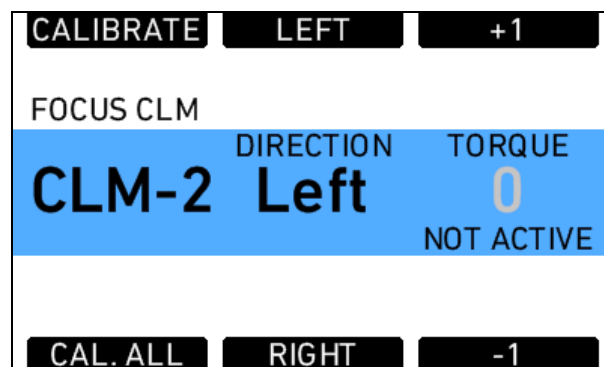 CALIBRATE LEFT +1
FOCUS CLM
DIRECTION TORQUE
CLM-2 Left 0
NOT ACTIVE
CAL. ALL RIGHT -1